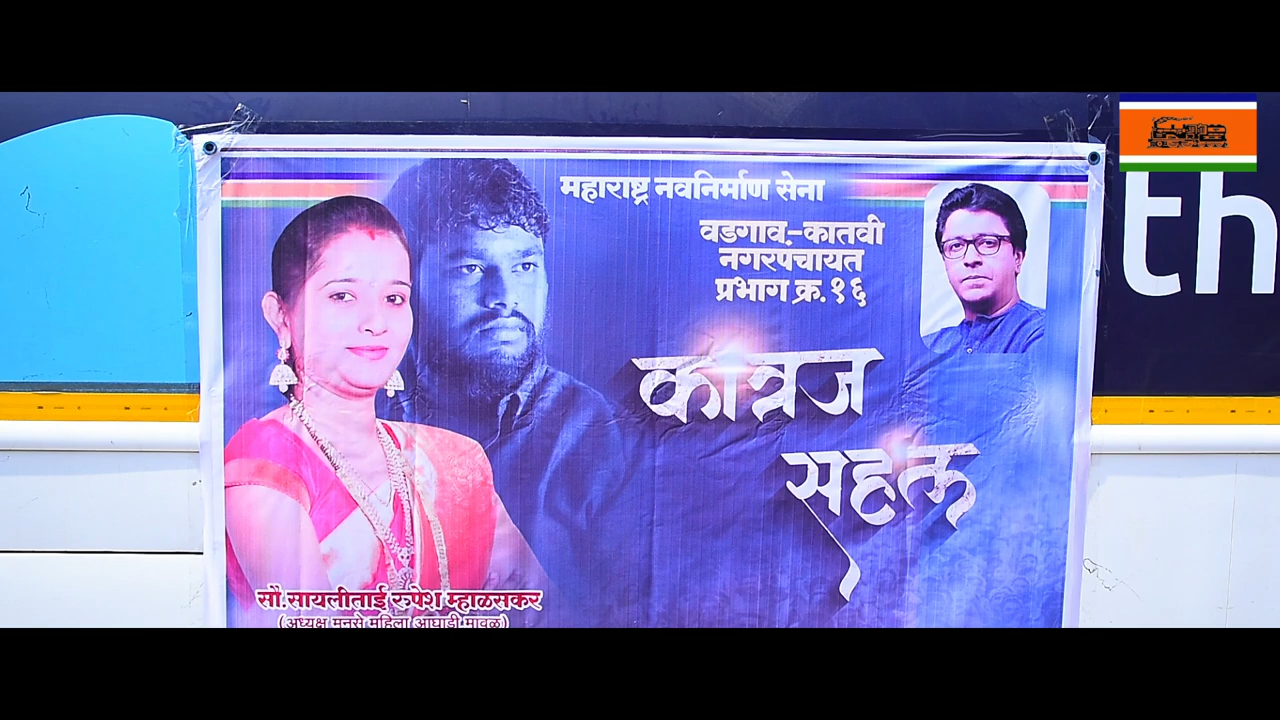 महाराष्ट्र नवनिर्माण सेना
वडगाव-कातवी
नगरपंचायत
प्रभाग क्र. १६
कात्रज
सहल
सौ. सायलीताई रुपेश म्हाळसकर
(अध्यक्ष मनसे महिला आघाडी मावळ)
th